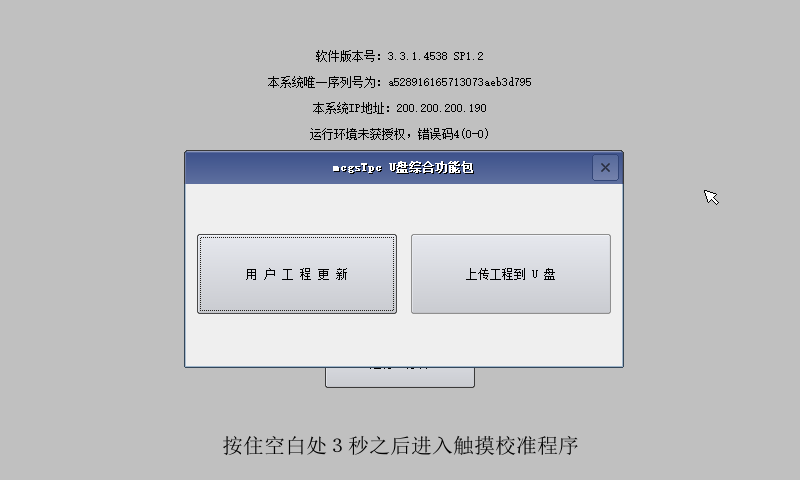 软件版本号：3.3.1.4538 SP1.2
本系统唯一序列号为：a528916165713073aeb3d795
本系统IP地址：200.200.200.190
运行环境未获授权，错误码4(0-0)
mcgsTpc U盘综合功能包
用 户 工 程 更 新
上传工程到 U 盘
按住空白处 3 秒之后进入触摸校准程序